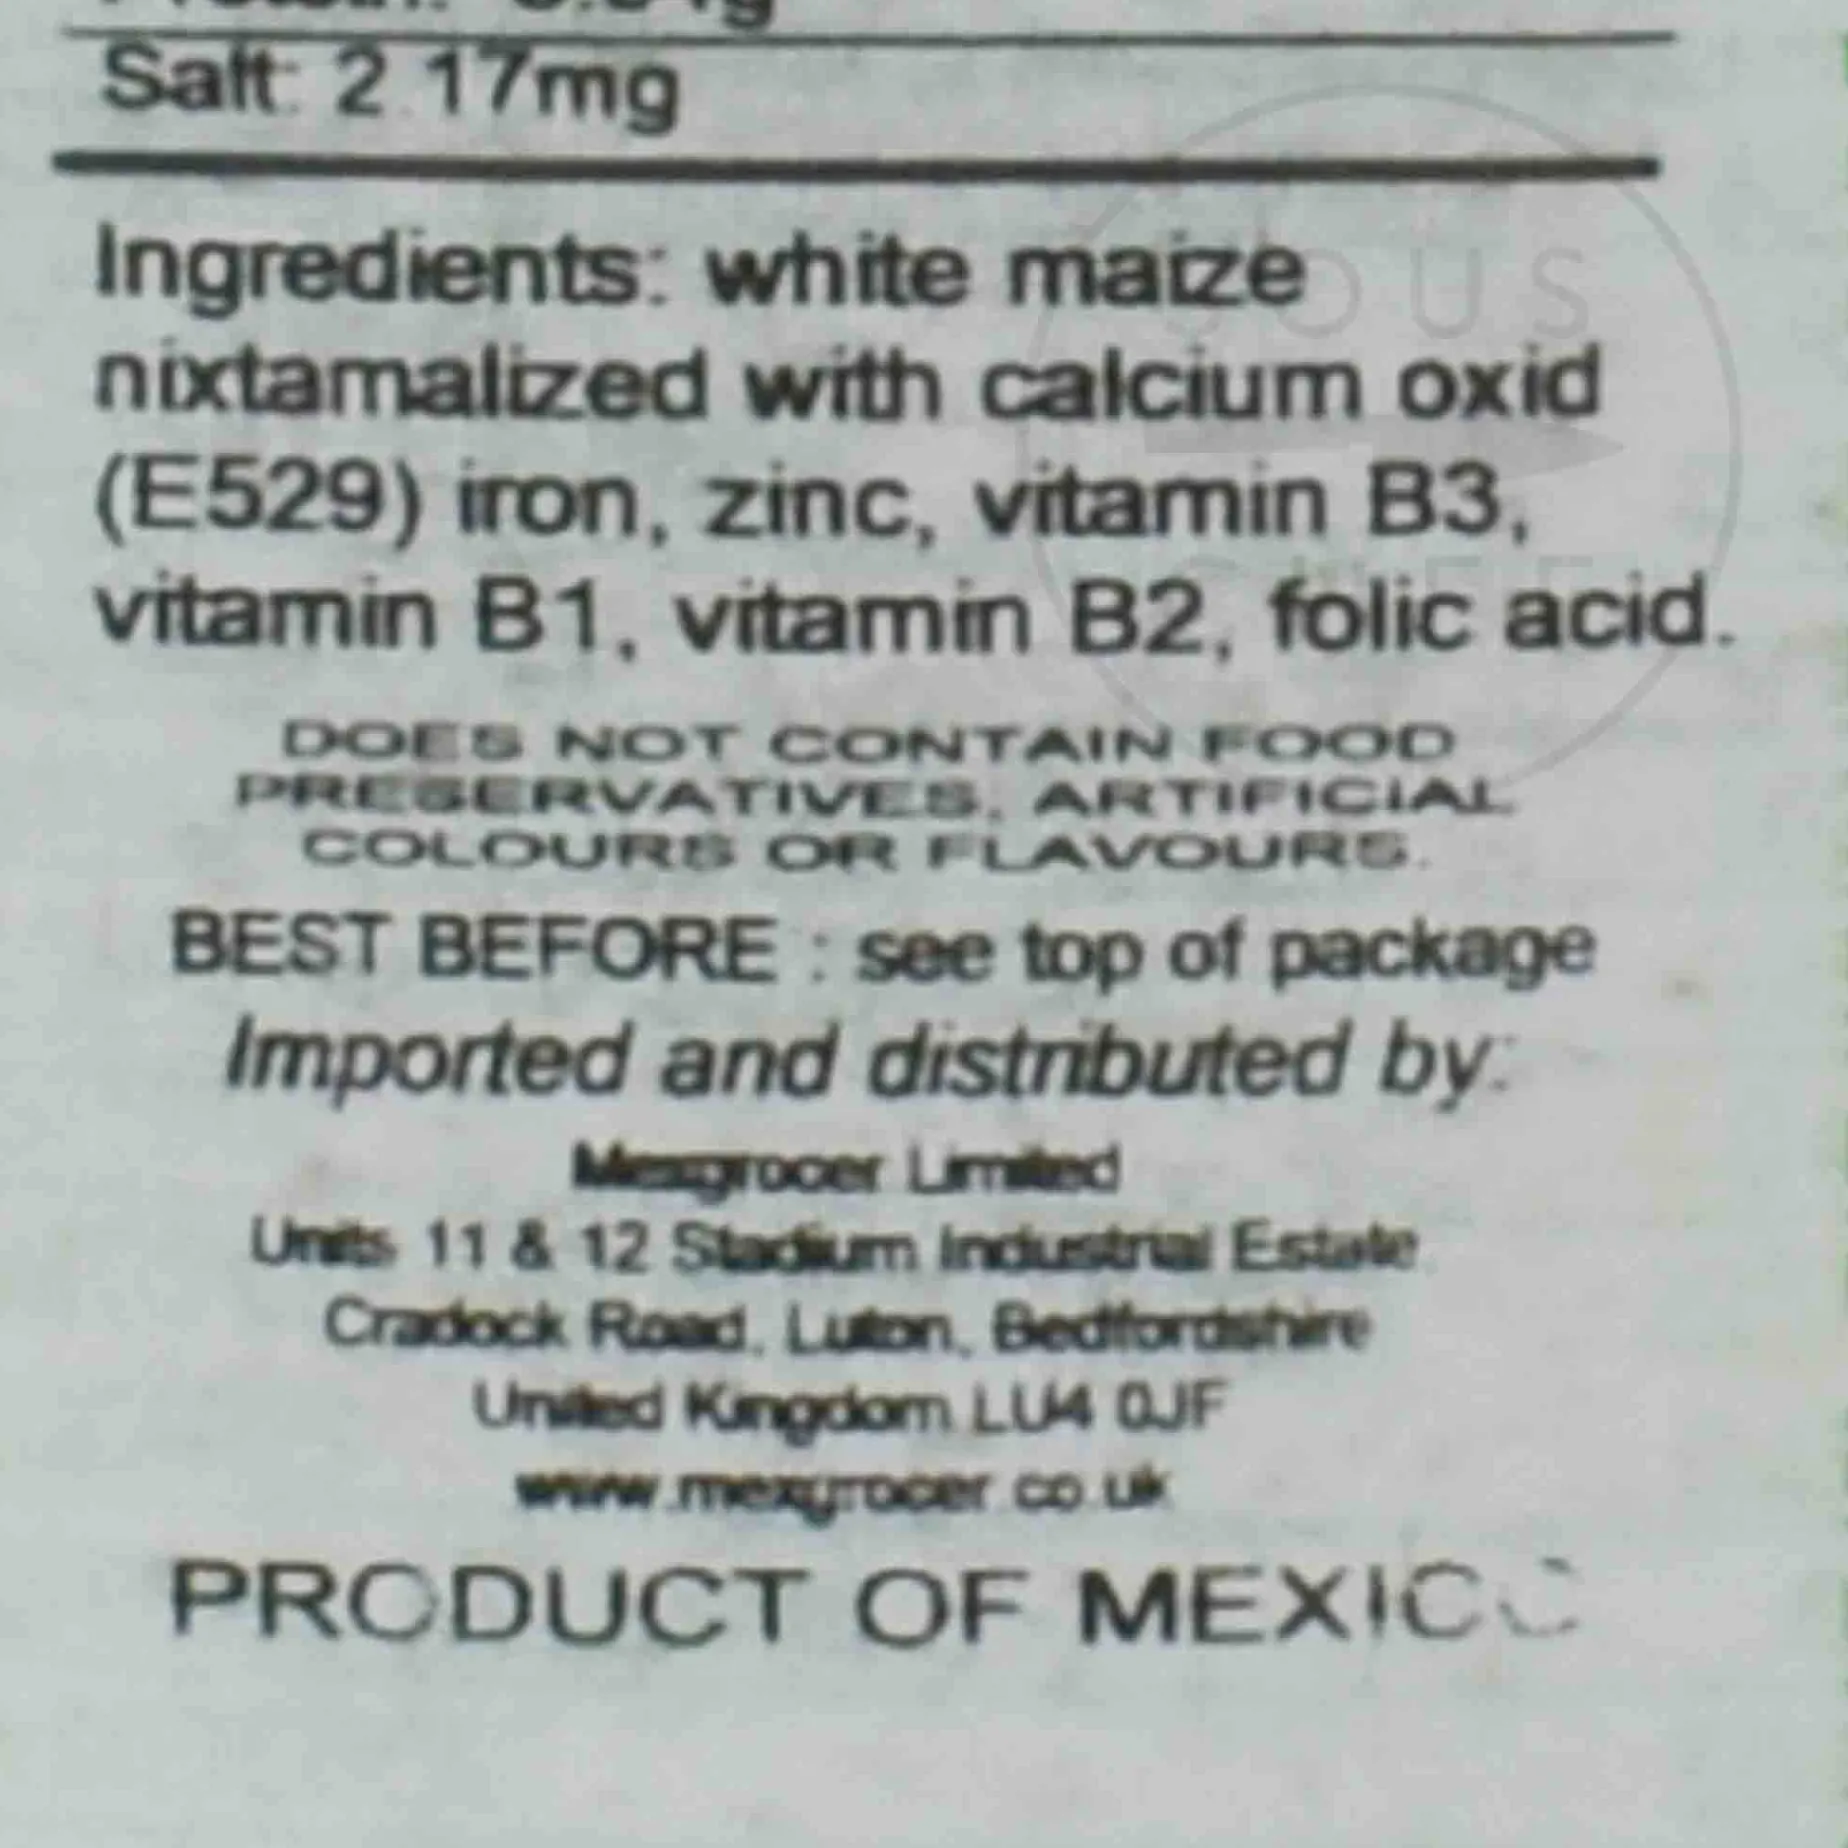 Salt: 2.17mg
Ingredients: white maize
nixtamalized with calcium oxid
(E529) iron, zinc, vitamin B3,
vitamin B1, vitamin B2, folic acid.
DOES NOT CONTAIN FOOD
PRESERVATIVES, ARTIFICIAL
COLOURS OR FLAVOURS.
BEST BEFORE : see top of package
Imported and distributed by:
Mexgrocer Limited
Units 11 & 12 Stadium Industrial Estate
Cradock Road, Luton, Bedfordshire
United Kingdom LU4 0JF
www.mexgrocer.co.uk
PRODUCT OF MEXICO
SOUS
CHEF